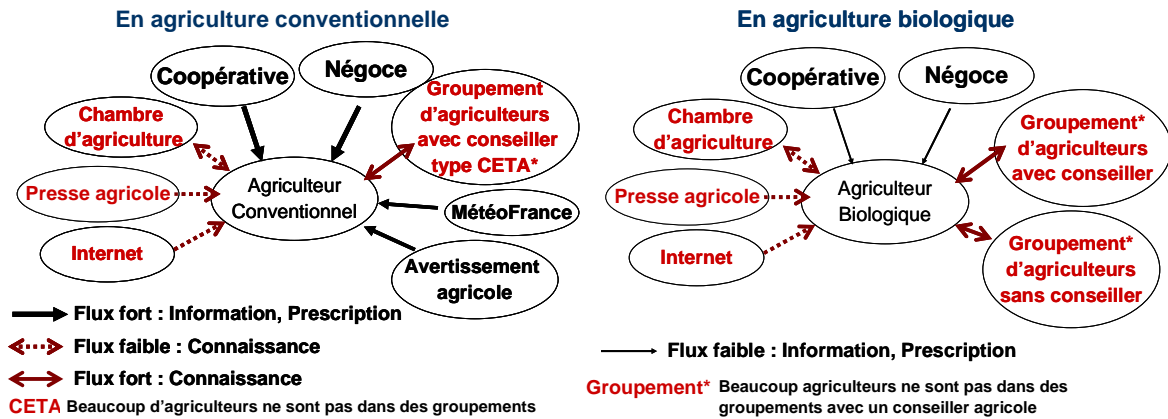 En agriculture conventionnelle
Coopérative
Négoce
Groupement
d'agriculteurs
avec conseiller
type CETA*
Chambre
d'agriculture
Presse agricole
Internet
Agriculteur
Conventionnel
MétéoFrance
Avertissement
agricole
Flux fort : Information, Prescription
Flux faible : Connaissance
Flux fort : Connaissance
CETA Beaucoup d'agriculteurs ne sont pas dans des groupements
En agriculture biologique
Coopérative
Négoce
Chambre
d'agriculture
Groupement*
d'agriculteurs
avec conseiller
Presse agricole
Agriculteur
Biologique
Internet
Groupement*
d'agriculteurs
sans conseiller
Flux faible : Information, Prescription
Groupement* Beaucoup agriculteurs ne sont pas dans des
groupements avec un conseiller agricole